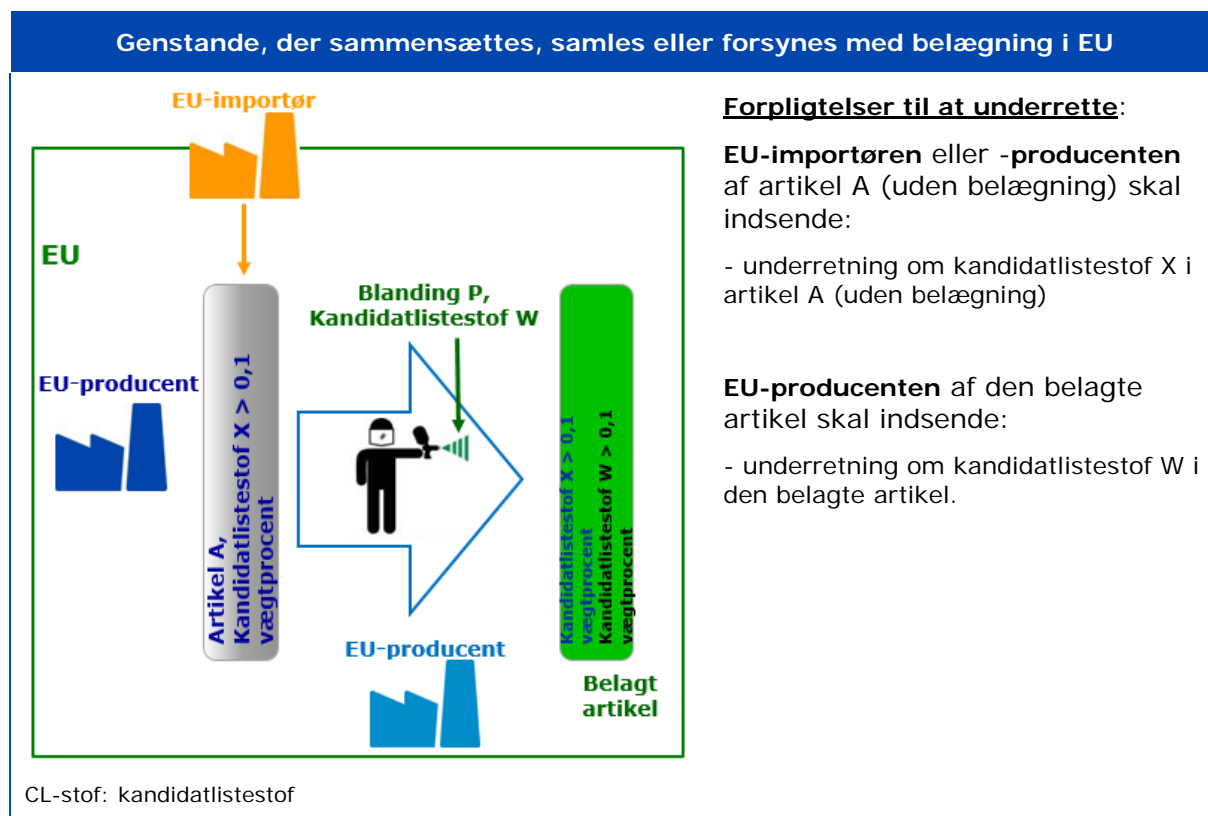 Genstande, der sammensættes, samles eller forsynes med belægning i EU
EU-importør
EU
EU-producent
Artikel A,
Kandidatlistestof X > 0,1
vægtprocent
Blanding P,
Kandidatlistestof W
Kandidatlistestof X > 0,1
vægtprocent
Kandidatlistestof W > 0,1
vægtprocent
EU-producent
Belagt
artikel
Forpligtelser til at underrette:
EU-importøren eller -producenten
af artikel A (uden belægning) skal
indsende:
- underretning om kandidatlistestof X i
artikel A (uden belægning)
EU-producenten af den belagte
artikel skal indsende:
- underretning om kandidatlistestof W i
den belagte artikel.
CL-stof: kandidatlistestof